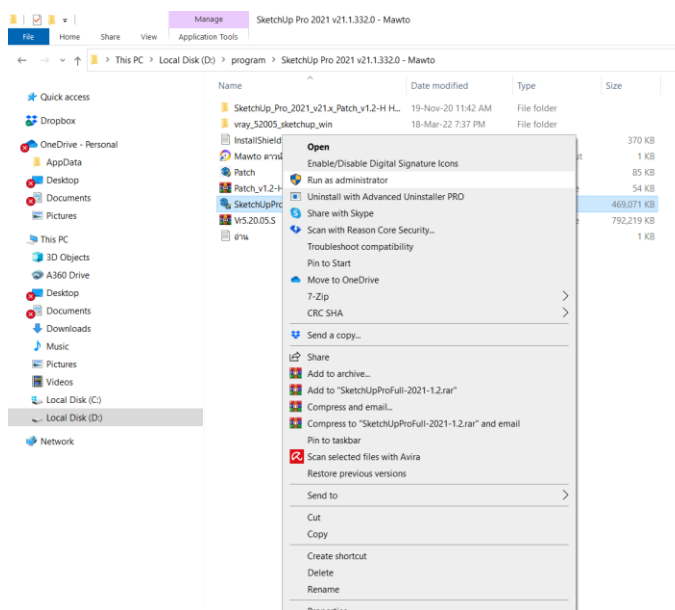 Manage
SketchUp Pro 2021 v21.1.332.0 - Mawto
File
Home
Share
View
Application Tools
This PC > Local Disk (D:) > program > SketchUp Pro 2021 v21.1.332.0 - Mawto
Name
Date modified
Type
Size
Quick access
Dropbox
OneDrive - Personal
AppData
Desktop
Documents
Pictures
This PC
3D Objects
A360 Drive
Desktop
Documents
Downloads
Music
Pictures
Videos
Local Disk (C:)
Local Disk (D:)
Network
SketchUp_Pro_2021_v21.x_Patch_v1.2-H H...
19-Nov-20 11:42 AM
File folder
vray_52005_sketchup_win
18-Mar-22 7:37 PM
File folder
InstallShield
370 KB
Mawto
1 KB
Patch
85 KB
Patch_v1.2-H
54 KB
SketchUpPro
469,071 KB
Vr5.20.05.S
792,219 KB
อ่าน
1 KB
Open
Enable/Disable Digital Signature Icons
Run as administrator
Uninstall with Advanced Uninstaller PRO
Share with Skype
Scan with Reason Core Security...
Troubleshoot compatibility
Pin to Start
Move to OneDrive
7-Zip
CRC SHA
Send a copy...
Share
Add to archive...
Add to "SketchUpProFull-2021-1.2.rar"
Compress and email...
Compress to "SketchUpProFull-2021-1.2.rar" and email
Pin to taskbar
Scan selected files with Avira
Restore previous versions
Send to
Cut
Copy
Create shortcut
Delete
Rename